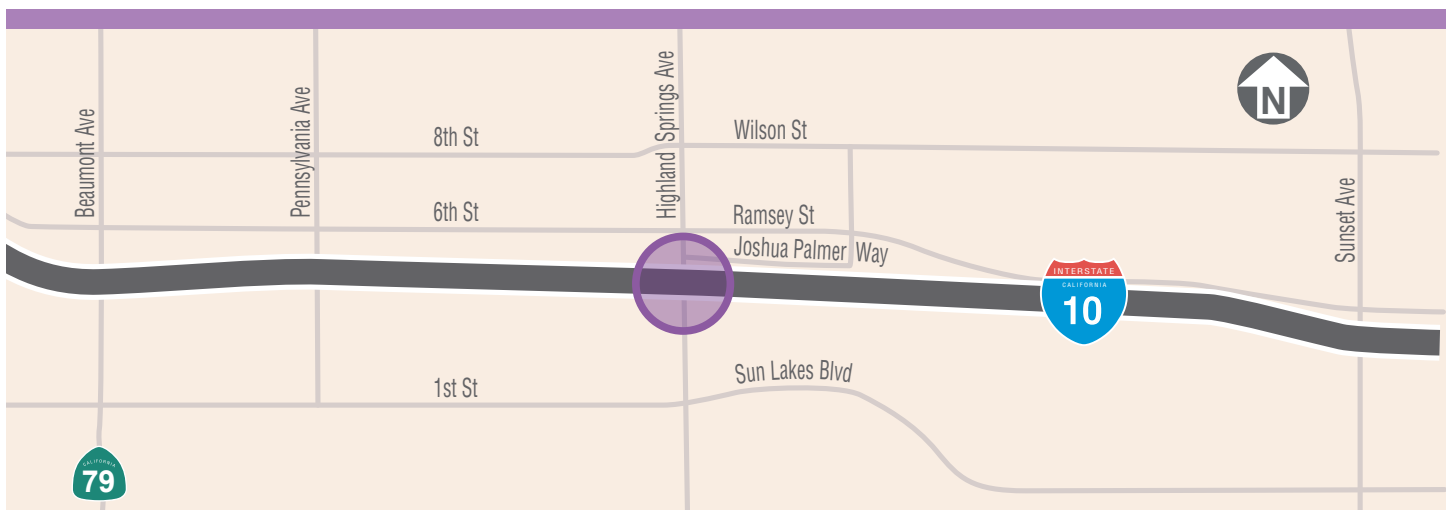 Beaumont Ave
Pennsylvania Ave
Highland Springs Ave
N
8th St
Wilson St
6th St
Ramsey St
Joshua Palmer Way
Sunset Ave
INTERSTATE
CALIFORNIA
10
1st St
Sun Lakes Blvd
CALIFORNIA
79